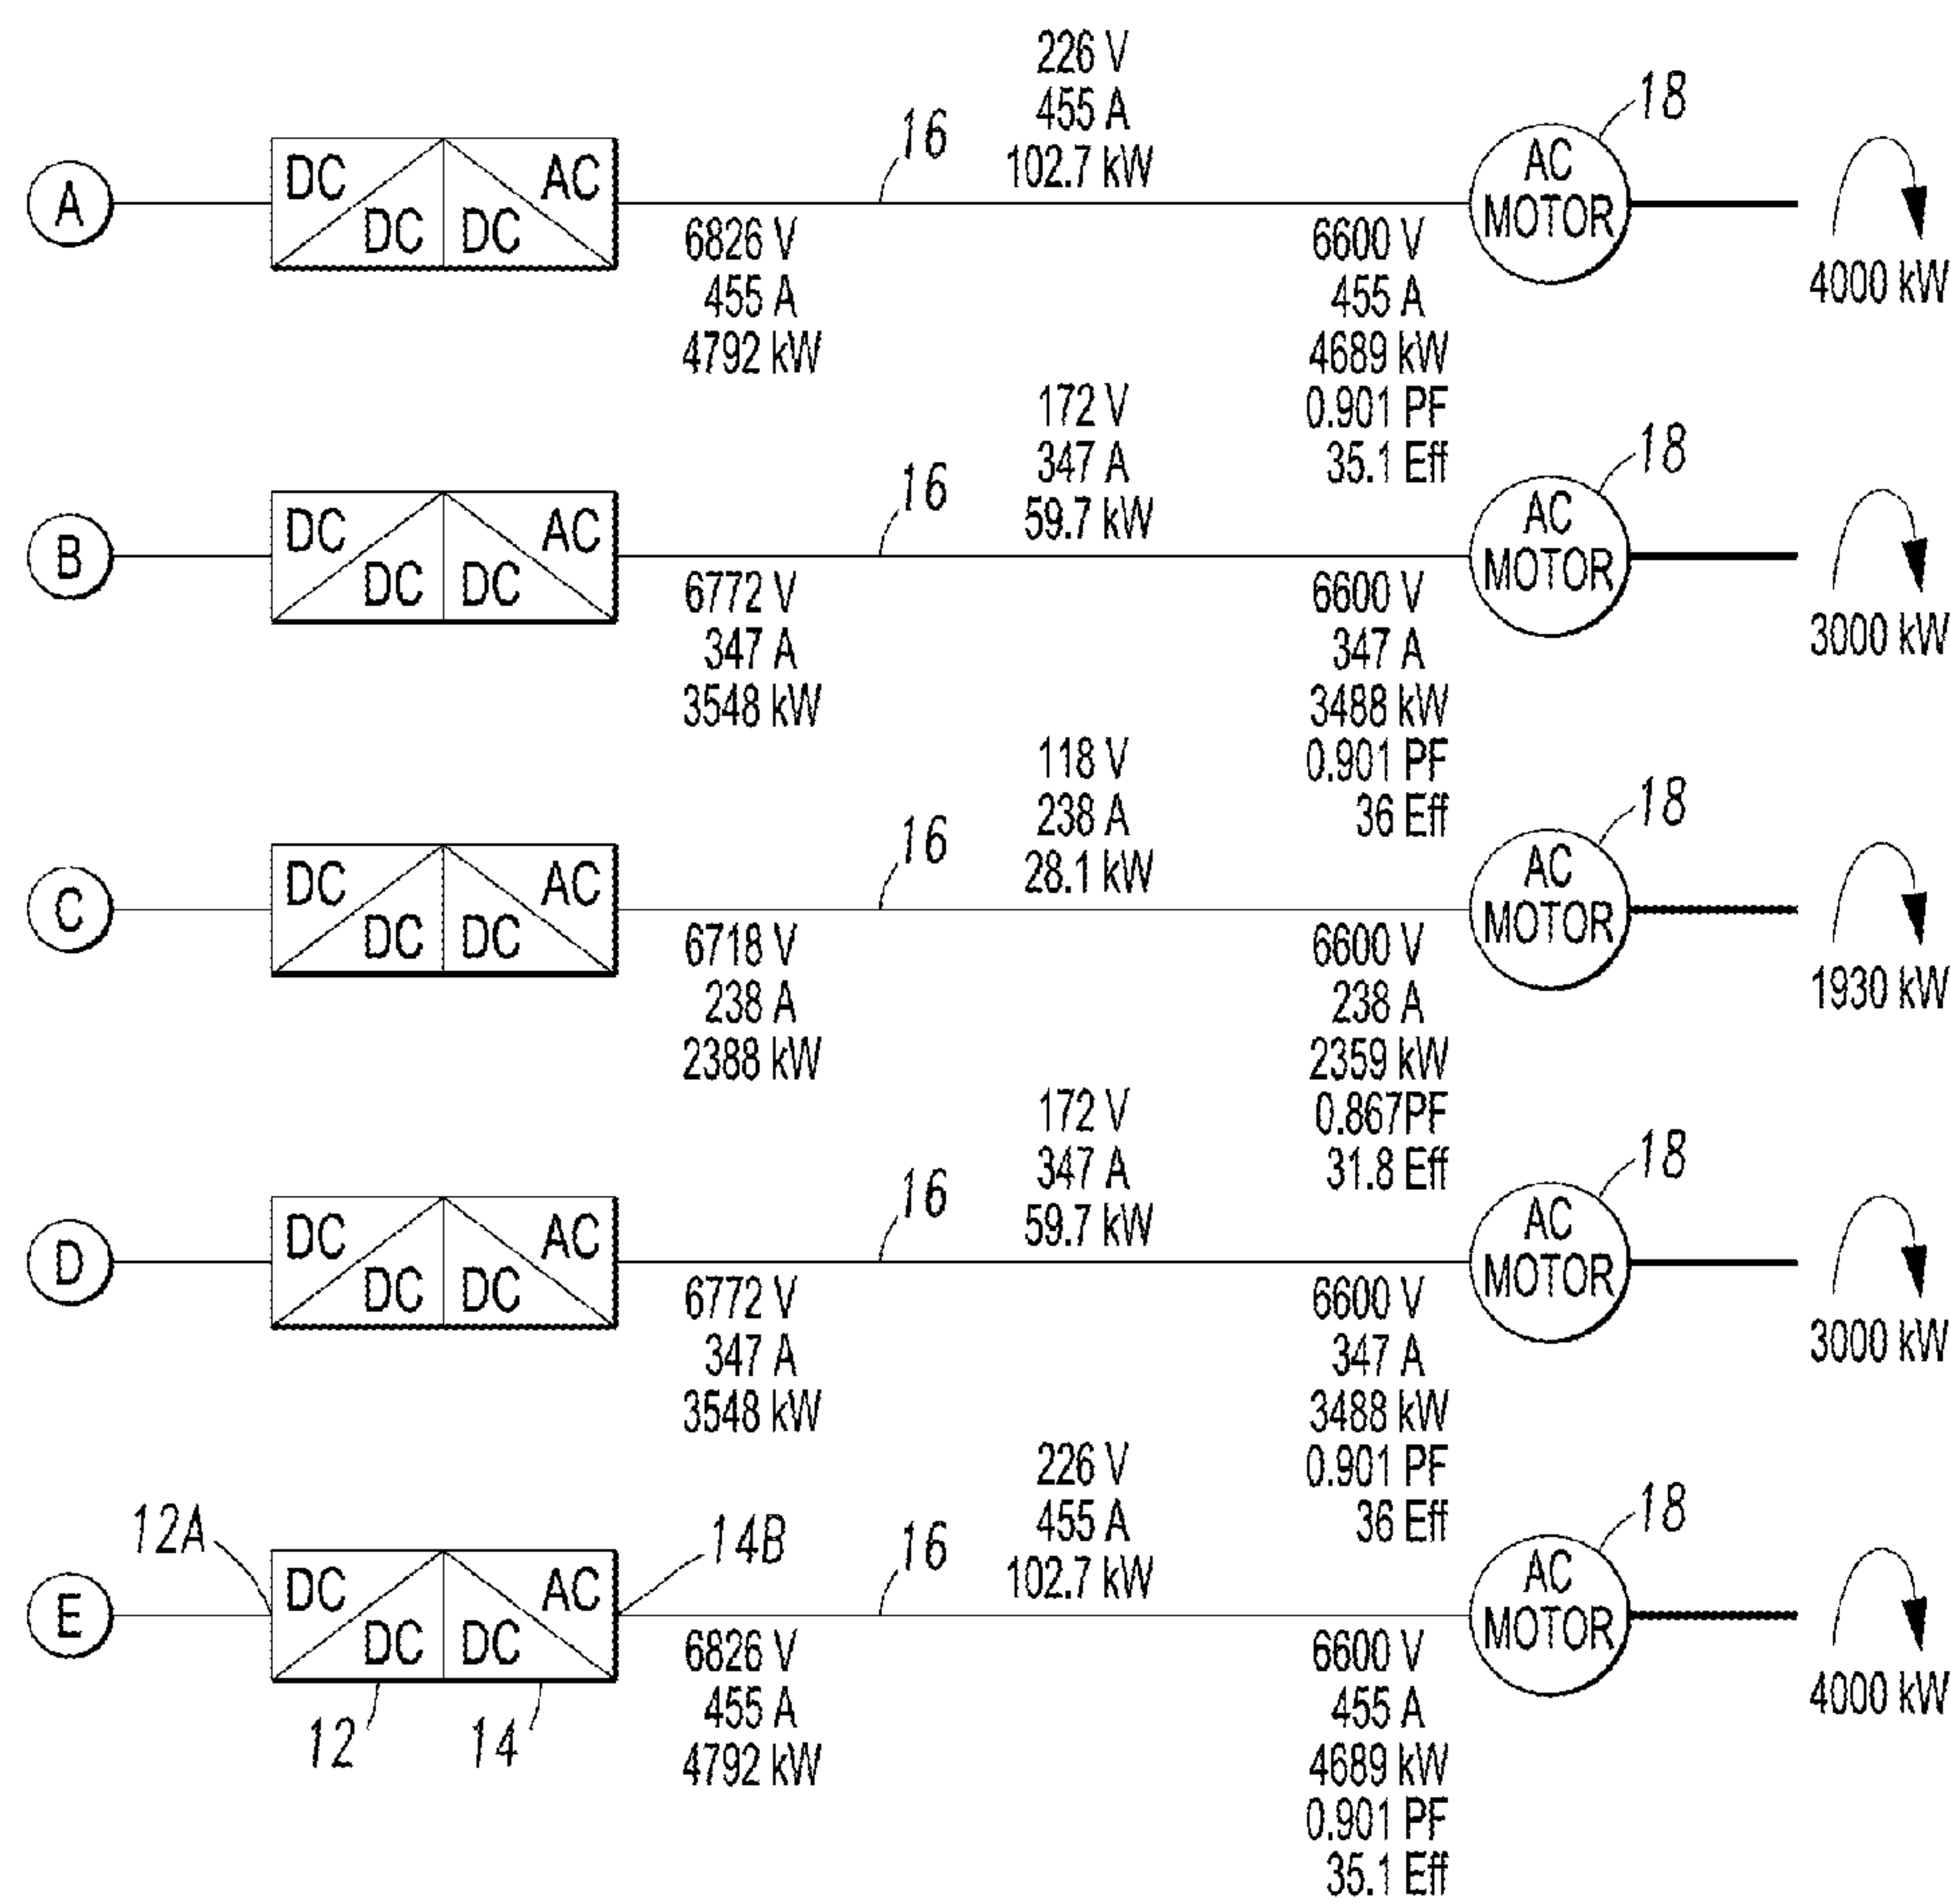 226 V
455 A
102.7 kW
16
18
A
DC
DC
DC
AC
AC
MOTOR
6826 V
455 A
4792 kW
6600 V
455 A
4689 kW
0.901 PF
35.1 Eff
4000 kW
172 V
347 A
59.7 kW
16
18
B
DC
DC
DC
AC
AC
MOTOR
6772 V
347 A
3548 kW
6600 V
347 A
3488 kW
0.901 PF
36 Eff
3000 kW
118 V
238 A
28.1 kW
16
18
C
DC
DC
DC
AC
AC
MOTOR
6718 V
238 A
2388 kW
6600 V
238 A
2359 kW
0.867PF
31.8 Eff
1930 kW
172 V
347 A
59.7 kW
16
18
D
DC
DC
DC
AC
AC
MOTOR
6772 V
347 A
3548 kW
6600 V
347 A
3488 kW
0.901 PF
36 Eff
3000 kW
226 V
455 A
102.7 kW
12A
14B
16
18
E
DC
DC
DC
AC
AC
MOTOR
12
14
6826 V
455 A
4792 kW
6600 V
455 A
4689 kW
0.901 PF
35.1 Eff
4000 kW